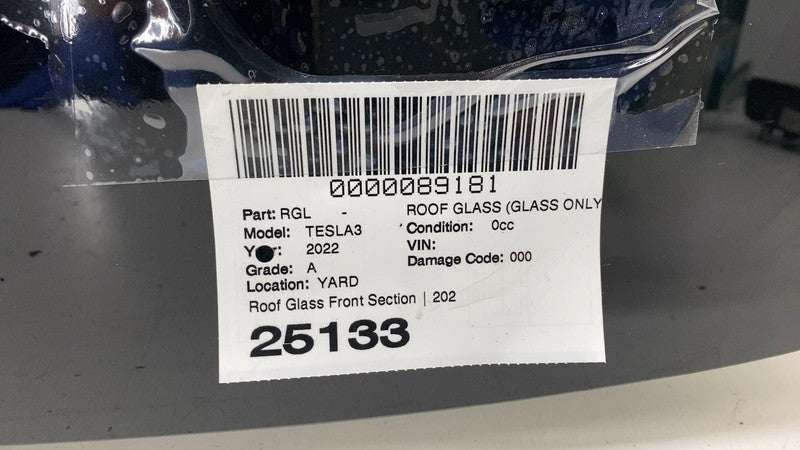 0000089181
Part: RGL - ROOF GLASS (GLASS ONLY
Model: TESLA3 Condition: 0cc
Year: 2022 VIN:
Grade: A Damage Code: 000
Location: YARD
Roof Glass Front Section | 202
25133